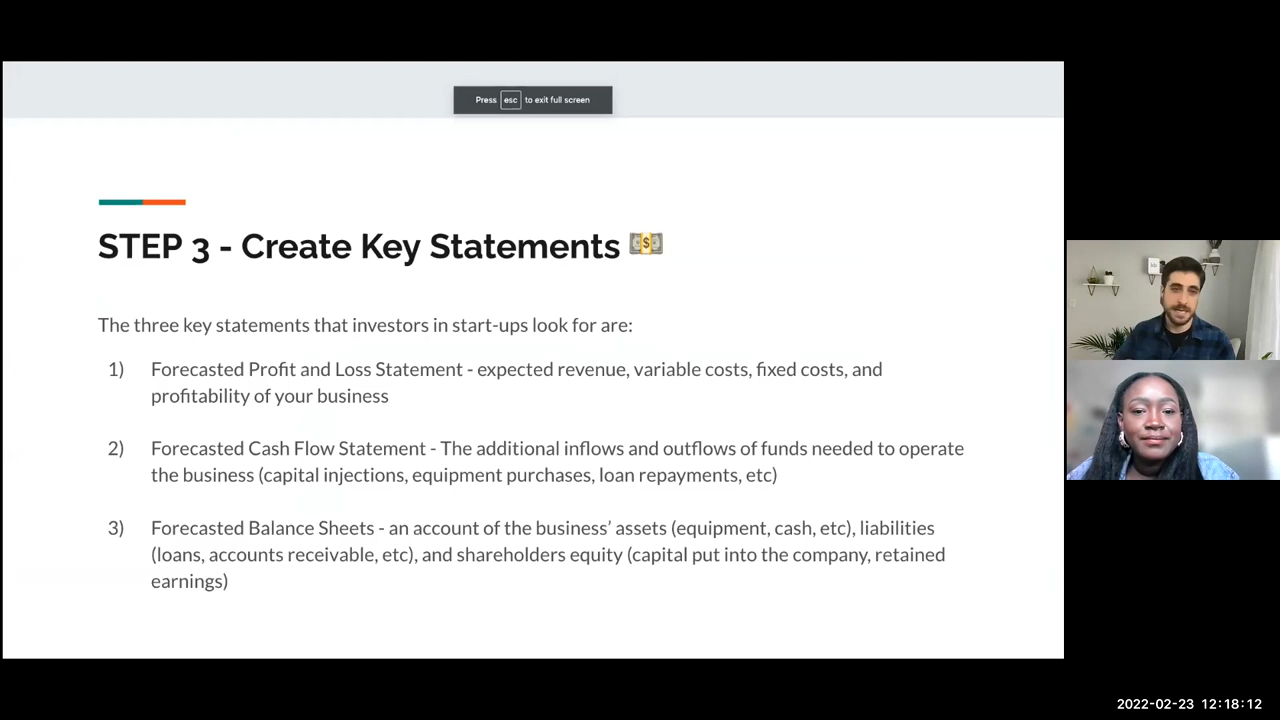 Press esc to exit full screen
STEP 3 - Create Key Statements 💵
The three key statements that investors in start-ups look for are:
1) Forecasted Profit and Loss Statement - expected revenue, variable costs, fixed costs, and
profitability of your business
2) Forecasted Cash Flow Statement - The additional inflows and outflows of funds needed to operate
the business (capital injections, equipment purchases, loan repayments, etc)
3) Forecasted Balance Sheets - an account of the business’ assets (equipment, cash, etc), liabilities
(loans, accounts receivable, etc), and shareholders equity (capital put into the company, retained
earnings)
2022-02-23 12:18:12